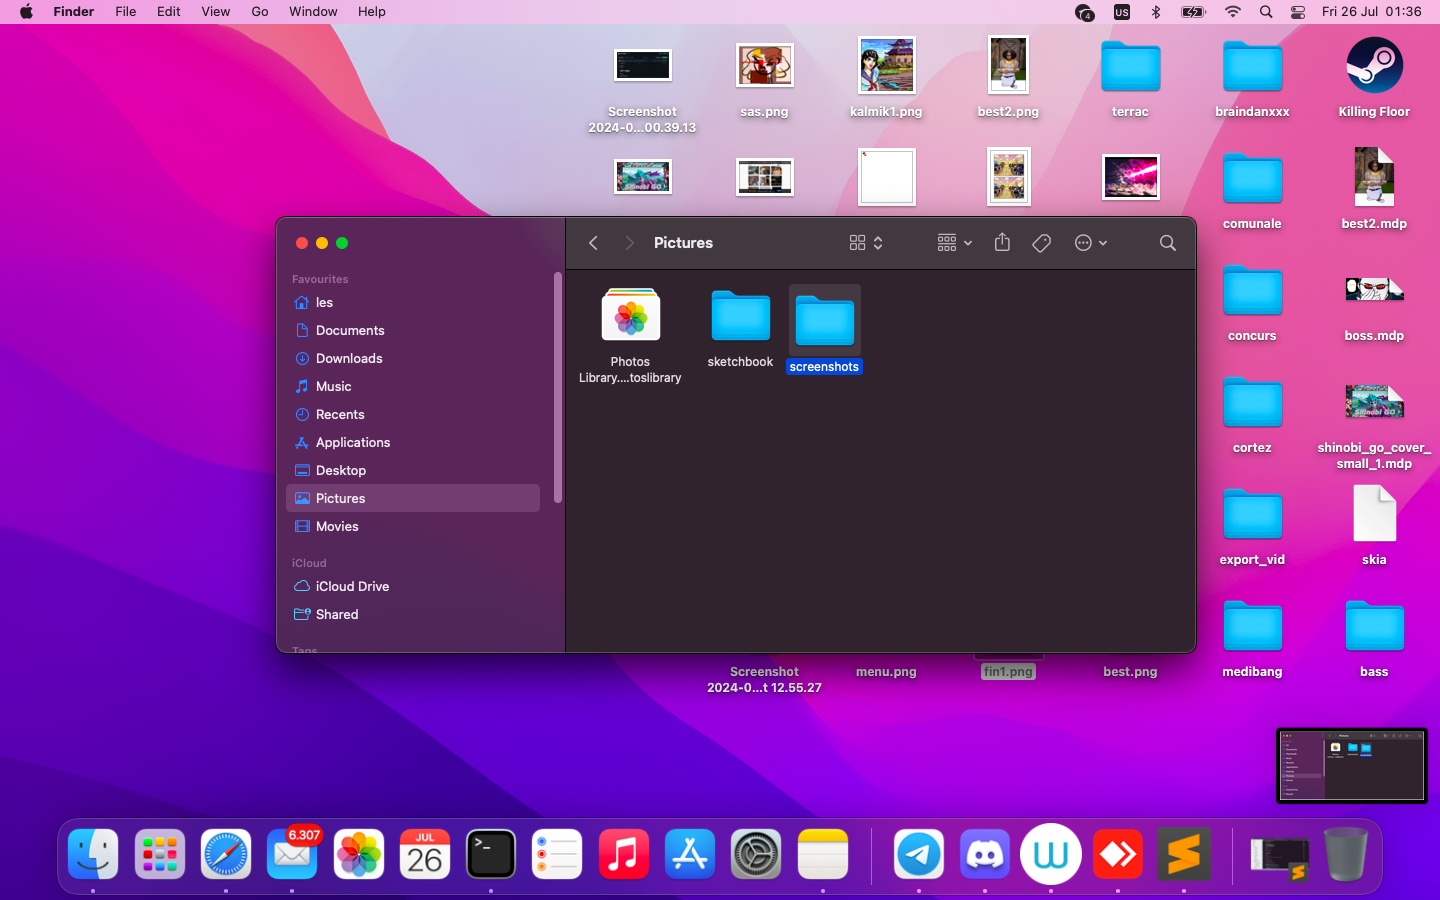 Finder File Edit View Go Window Help
4 US Fri 26 Jul 01:36
Screenshot
2024-0...00.39.13
sas.png
kalmik1.png
best2.png
terrac
braindanxxx
Killing Floor
comunale
best2.mdp
concurs
boss.mdp
cortez
shinobi_go_cover_
small_1.mdp
export_vid
skia
Screenshot
2024-0...t 12.55.27
menu.png
fin1.png
best.png
medibang
bass
Pictures
Favourites
les
Documents
Downloads
Music
Recents
Applications
Desktop
Pictures
Movies
iCloud
iCloud Drive
Shared
Tags
Photos
Library....toslibrary
sketchbook
screenshots
6.307
JUL
26